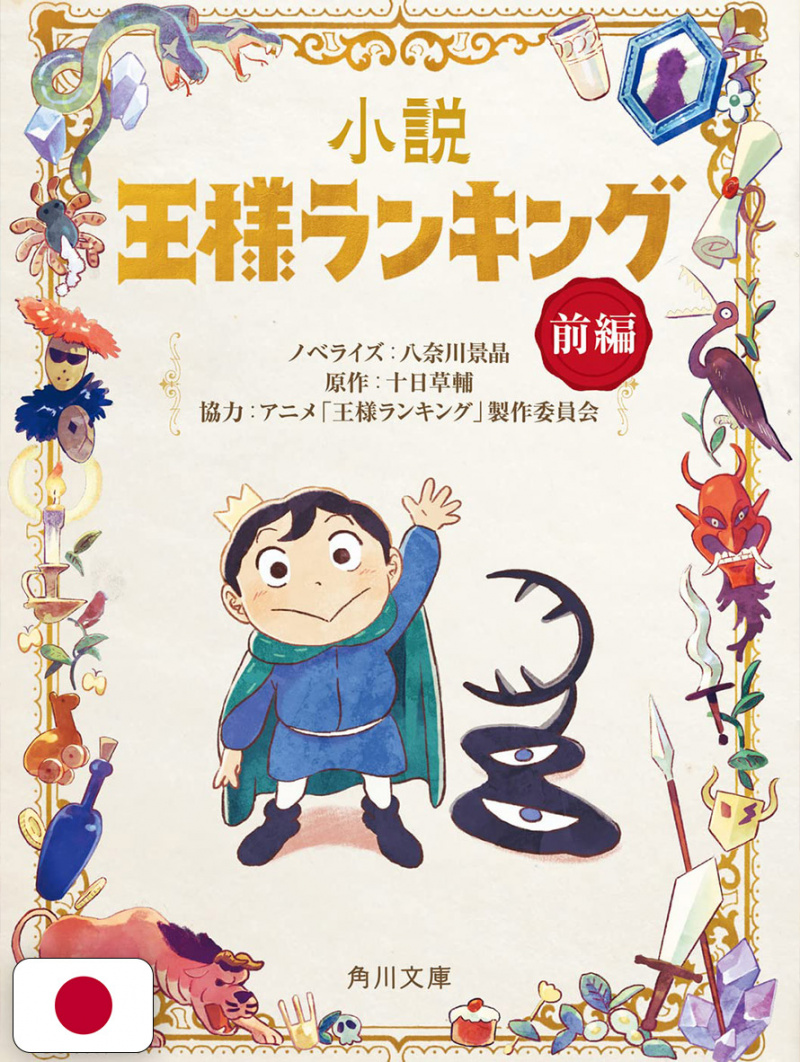 小説
王様ランキング
前編
ノベライズ：八奈川景晶
原作：十日草輔
協力：アニメ「王様ランキング」製作委員会
角川文庫